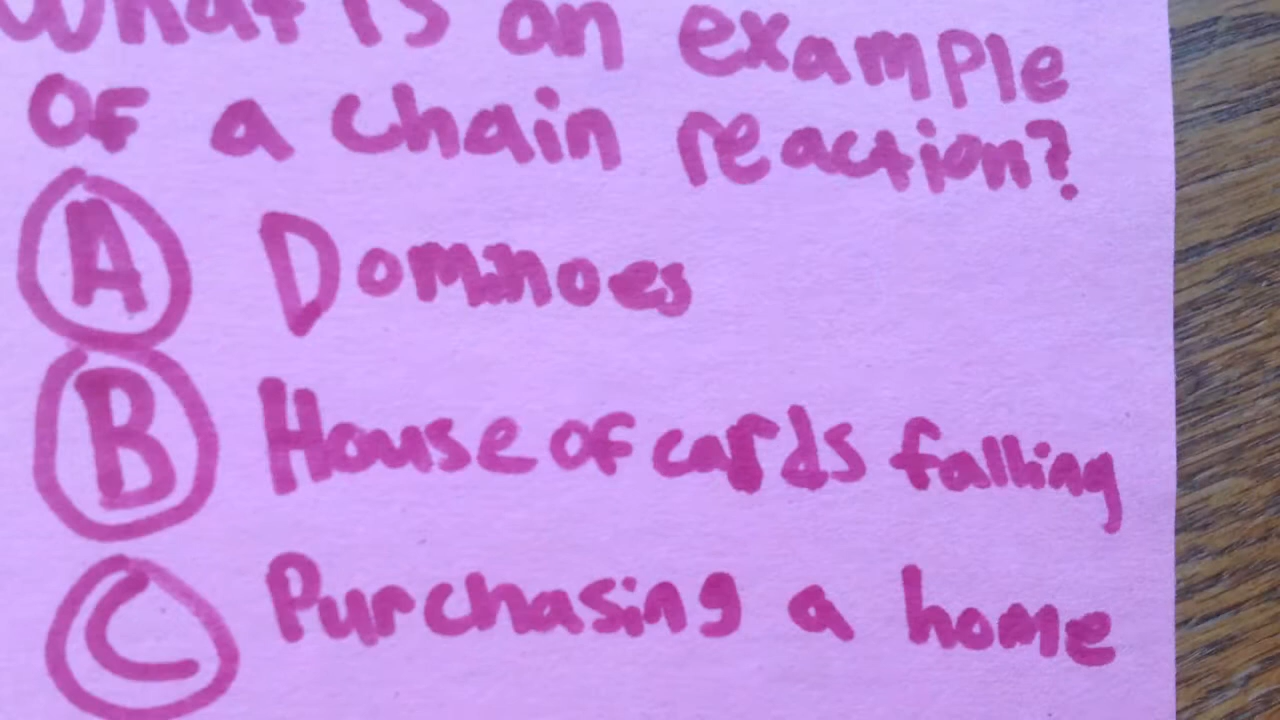 What is an example
of a chain reaction?
A Dominoes
B House of cards falling
C Purchasing a home